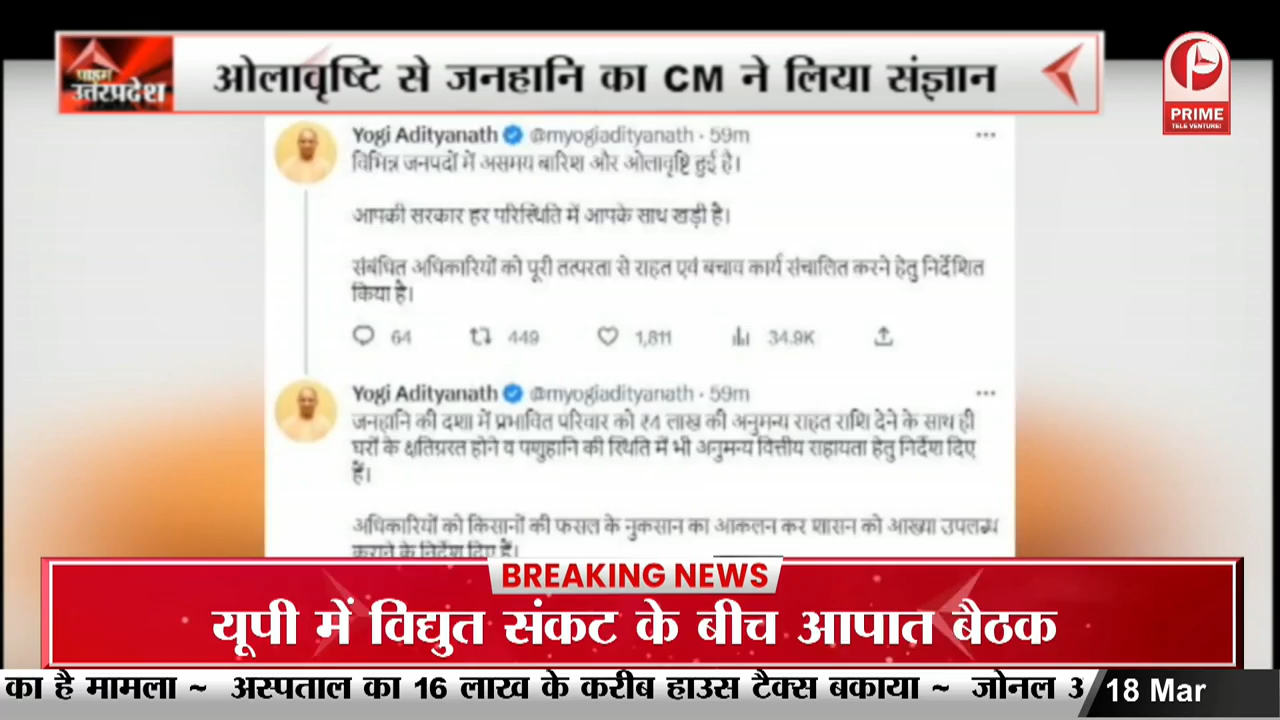 प्राइम
उत्तरप्रदेश
ओलावृष्टि से जनहानि का CM ने लिया संज्ञान
PRIME
TELE VENTURE!
Yogi Adityanath @myogiadityanath · 59m
विभिन्न जनपदों में असमय बारिश और ओलावृष्टि हुई है।
आपकी सरकार हर परिस्थिति में आपके साथ खड़ी है।
संबंधित अधिकारियों को पूरी तत्परता से राहत एवं बचाव कार्य संचालित करने हेतु निर्देशित
किया है।
64 449 1,811 34.9K
Yogi Adityanath @myogiadityanath · 59m
जनहानि की दशा में प्रभावित परिवार को ₹4 लाख की अनुमन्य राहत राशि देने के साथ ही
घरों के क्षतिग्रस्त होने व पशुहानि की स्थिति में भी अनुमन्य वित्तीय सहायता हेतु निर्देश दिए
हैं।
अधिकारियों को किसानों की फसल के नुकसान का आकलन कर शासन को आख्या उपलब्ध
कराने के निर्देश दिए हैं।
BREAKING NEWS
यूपी में विद्युत संकट के बीच आपात बैठक
का है मामला ~ अस्पताल का 16 लाख के करीब हाउस टैक्स बकाया ~ जोनल
18 Mar